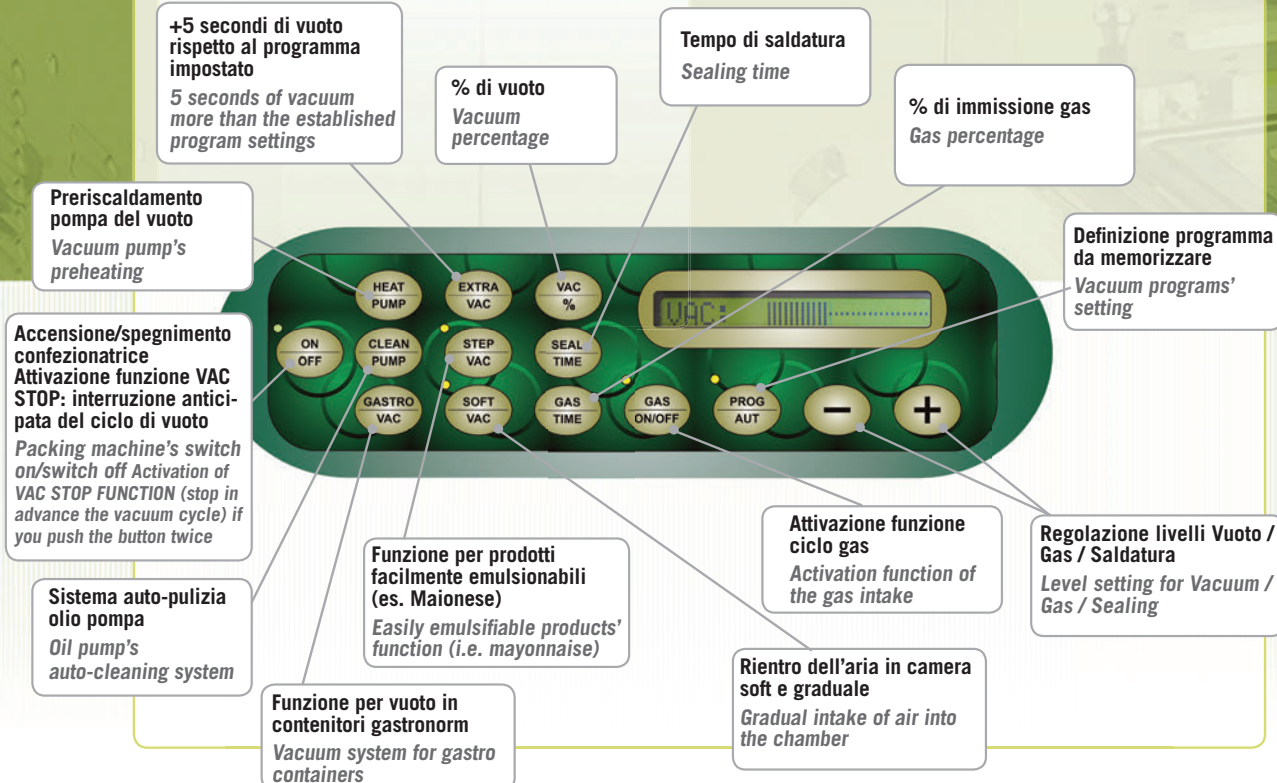 +5 secondi di vuoto
rispetto al programma
impostato
5 seconds of vacuum
more than the established
program settings
% di vuoto
Vacuum
percentage
Tempo di saldatura
Sealing time
% di immissione gas
Gas percentage
Preriscaldamento
pompa del vuoto
Vacuum pump's
preheating
Definizione programma
da memorizzare
Vacuum programs'
setting
Accensione/spegnimento
confezionatrice
Attivazione funzione VAC
STOP: interruzione antici-
pata del ciclo di vuoto
Packing machine's switch
on/switch off Activation of
VAC STOP FUNCTION (stop in
advance the vacuum cycle) if
you push the button twice
HEAT
PUMP
EXTRA
VAC
VAC
%
VAC:
ON
OFF
CLEAN
PUMP
STEP
VAC
SEAL
TIME
GASTRO
VAC
SOFT
VAC
GAS
TIME
GAS
ON/OFF
PROG
AUT
−
+
Sistema auto-pulizia
olio pompa
Oil pump's
auto-cleaning system
Funzione per prodotti
facilmente emulsionabili
(es. Maionese)
Easily emulsifiable products'
function (i.e. mayonnaise)
Attivazione funzione
ciclo gas
Activation function of
the gas intake
Regolazione livelli Vuoto /
Gas / Saldatura
Level setting for Vacuum /
Gas / Sealing
Funzione per vuoto in
contenitori gastronorm
Vacuum system for gastro
containers
Rientro dell'aria in camera
soft e graduale
Gradual intake of air into
the chamber